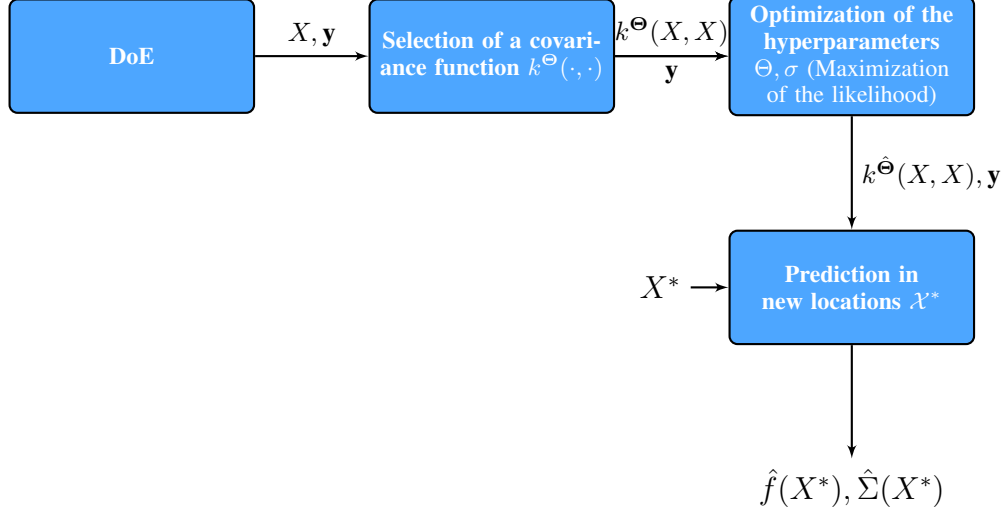 DoE
X, y
Selection of a covari-
ance function k^Θ(·, ·)
k^Θ(X, X)
y
Optimization of the
hyperparameters
Θ, σ (Maximization
of the likelihood)
k^Θ̂(X, X), y
X*
Prediction in
new locations 𝒳*
f̂(X*), Σ̂(X*)